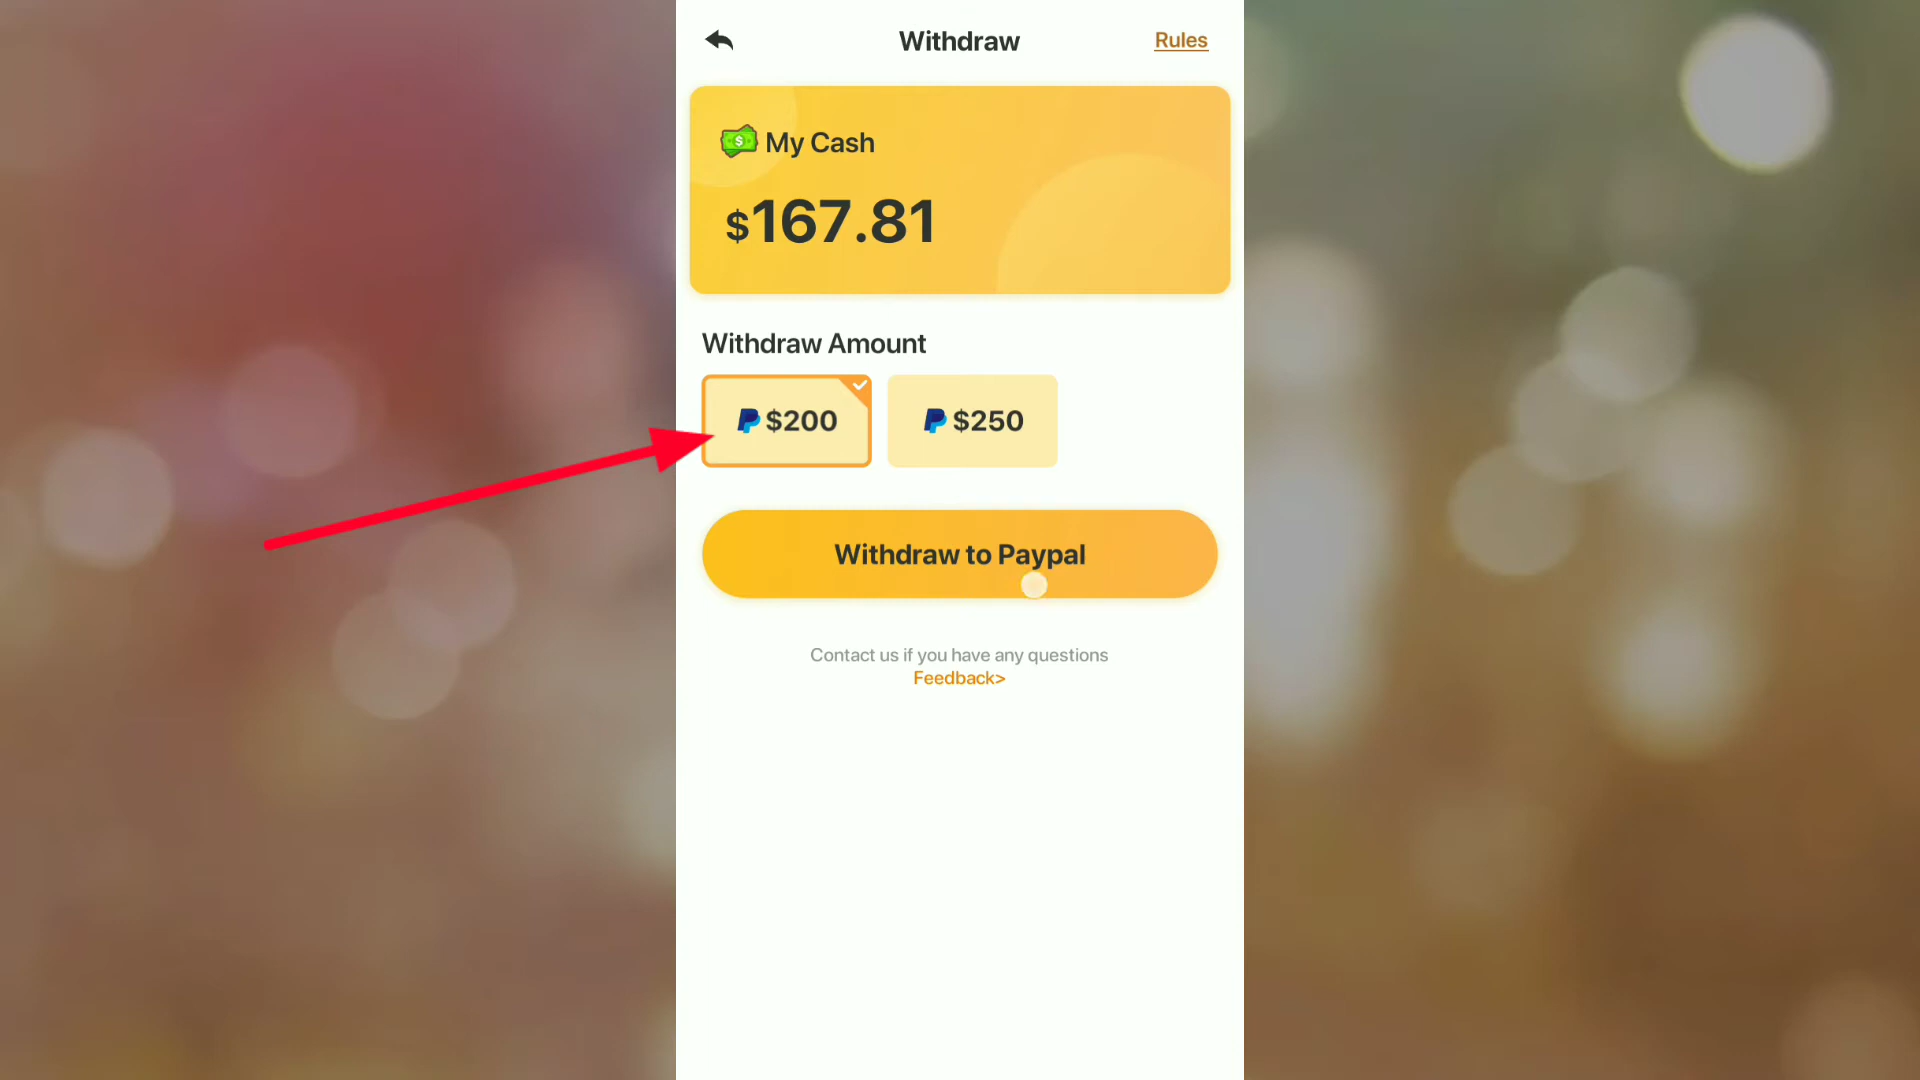 Withdraw
Rules
My Cash
$167.81
Withdraw Amount
$200
$250
Withdraw to Paypal
Contact us if you have any questions
Feedback>